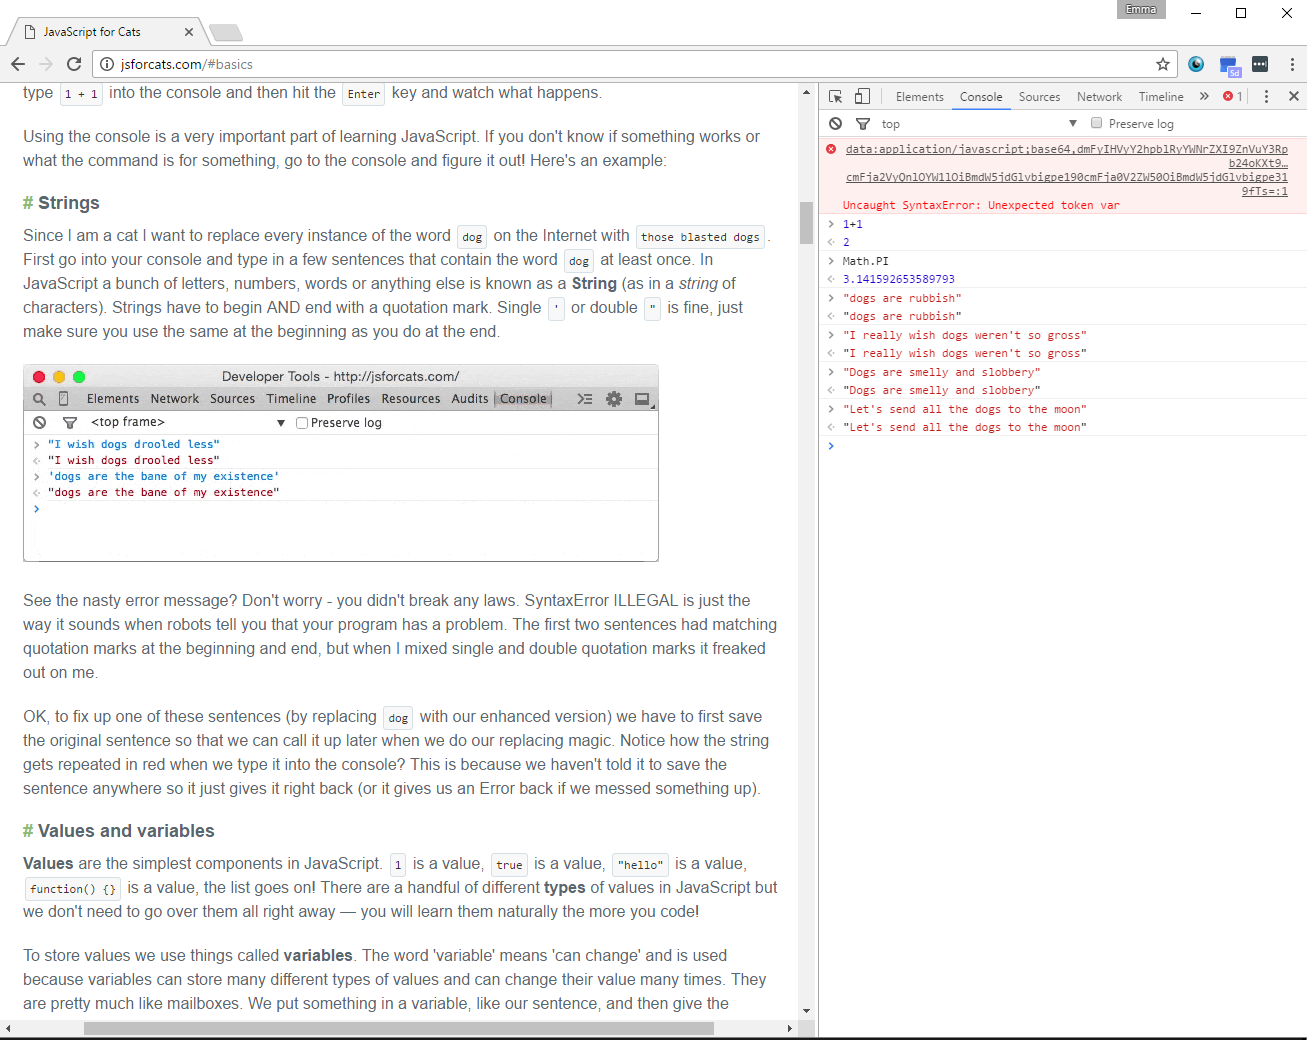 Emma
JavaScript for Cats
jsforcats.com/#basics
5d
type 1 + 1 into the console and then hit the Enter key and watch what happens.
Using the console is a very important part of learning JavaScript. If you don't know if something works or
what the command is for something, go to the console and figure it out! Here's an example:
# Strings
Since I am a cat I want to replace every instance of the word dog on the Internet with those blasted dogs .
First go into your console and type in a few sentences that contain the word dog at least once. In
JavaScript a bunch of letters, numbers, words or anything else is known as a String (as in a string of
characters). Strings have to begin AND end with a quotation mark. Single ' or double " is fine, just
make sure you use the same at the beginning as you do at the end.
Developer Tools - http://jsforcats.com/
Elements Network Sources Timeline Profiles Resources Audits Console
<top frame> ▼ Preserve log
> "I wish dogs drooled less"
"I wish dogs drooled less"
> 'dogs are the bane of my existence'
"dogs are the bane of my existence"
>
See the nasty error message? Don't worry - you didn't break any laws. SyntaxError ILLEGAL is just the
way it sounds when robots tell you that your program has a problem. The first two sentences had matching
quotation marks at the beginning and end, but when I mixed single and double quotation marks it freaked
out on me.
OK, to fix up one of these sentences (by replacing dog with our enhanced version) we have to first save
the original sentence so that we can call it up later when we do our replacing magic. Notice how the string
gets repeated in red when we type it into the console? This is because we haven't told it to save the
sentence anywhere so it just gives it right back (or it gives us an Error back if we messed something up).
# Values and variables
Values are the simplest components in JavaScript. 1 is a value, true is a value, "hello" is a value,
function() {} is a value, the list goes on! There are a handful of different types of values in JavaScript but
we don't need to go over them all right away — you will learn them naturally the more you code!
To store values we use things called variables. The word 'variable' means 'can change' and is used
because variables can store many different types of values and can change their value many times. They
are pretty much like mailboxes. We put something in a variable, like our sentence, and then give the
Elements Console Sources Network Timeline » 1
top ▼ Preserve log
Uncaught SyntaxError: Unexpected token var
> 1+1
2
> Math.PI
3.141592653589793
> "dogs are rubbish"
"dogs are rubbish"
> "I really wish dogs weren't so gross"
"I really wish dogs weren't so gross"
> "Dogs are smelly and slobbery"
"Dogs are smelly and slobbery"
> "Let's send all the dogs to the moon"
"Let's send all the dogs to the moon"
>